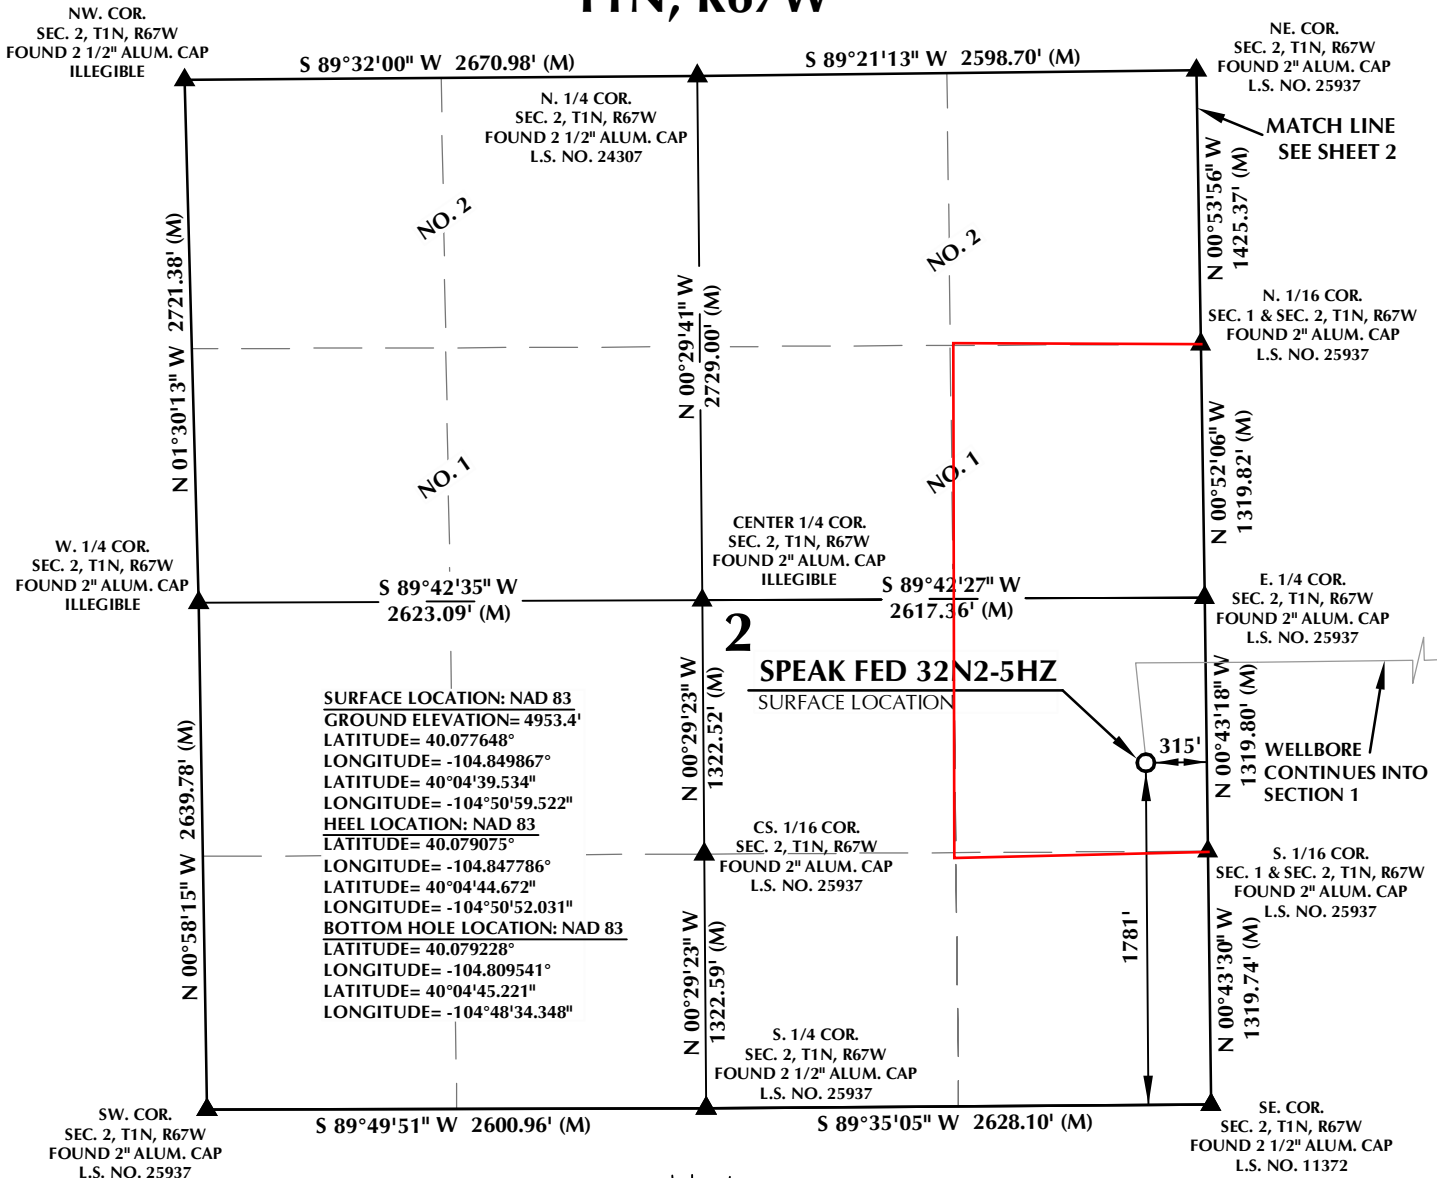 T1N, R67W
NW. COR.
SEC. 2, T1N, R67W
FOUND 2 1/2" ALUM. CAP
ILLEGIBLE
S 89°32'00" W 2670.98' (M)
S 89°21'13" W 2598.70' (M)
NE. COR.
SEC. 2, T1N, R67W
FOUND 2" ALUM. CAP
L.S. NO. 25937
N. 1/4 COR.
SEC. 2, T1N, R67W
FOUND 2 1/2" ALUM. CAP
L.S. NO. 24307
MATCH LINE
SEE SHEET 2
N 00°53'56" W
1425.37' (M)
NO. 2
NO. 2
N 01°30'13" W 2721.38' (M)
N 00°29'41" W
2729.00' (M)
N. 1/16 COR.
SEC. 1 & SEC. 2, T1N, R67W
FOUND 2" ALUM. CAP
L.S. NO. 25937
NO. 1
NO. 1
N 00°52'06" W
1319.82' (M)
W. 1/4 COR.
SEC. 2, T1N, R67W
FOUND 2" ALUM. CAP
ILLEGIBLE
CENTER 1/4 COR.
SEC. 2, T1N, R67W
FOUND 2" ALUM. CAP
ILLEGIBLE
S 89°42'35" W
2623.09' (M)
S 89°42'27" W
2617.36' (M)
E. 1/4 COR.
SEC. 2, T1N, R67W
FOUND 2" ALUM. CAP
L.S. NO. 25937
2
SPEAK FED 32N2-5HZ
SURFACE LOCATION
SURFACE LOCATION: NAD 83
GROUND ELEVATION= 4953.4'
LATITUDE= 40.077648°
LONGITUDE= -104.849867°
LATITUDE= 40°04'39.534"
LONGITUDE= -104°50'59.522"
HEEL LOCATION: NAD 83
LATITUDE= 40.079075°
LONGITUDE= -104.847786°
LATITUDE= 40°04'44.672"
LONGITUDE= -104°50'52.031"
BOTTOM HOLE LOCATION: NAD 83
LATITUDE= 40.079228°
LONGITUDE= -104.809541°
LATITUDE= 40°04'45.221"
LONGITUDE= -104°48'34.348"
N 00°58'15" W 2639.78' (M)
N 00°29'23" W
1322.52' (M)
315'
N 00°43'18" W
1319.80' (M)
WELLBORE
CONTINUES INTO
SECTION 1
CS. 1/16 COR.
SEC. 2, T1N, R67W
FOUND 2" ALUM. CAP
L.S. NO. 25937
S. 1/16 COR.
SEC. 1 & SEC. 2, T1N, R67W
FOUND 2" ALUM. CAP
L.S. NO. 25937
1781'
N 00°29'23" W
1322.59' (M)
N 00°43'30" W
1319.74' (M)
S. 1/4 COR.
SEC. 2, T1N, R67W
FOUND 2 1/2" ALUM. CAP
L.S. NO. 25937
SW. COR.
SEC. 2, T1N, R67W
FOUND 2" ALUM. CAP
L.S. NO. 25937
S 89°49'51" W 2600.96' (M)
S 89°35'05" W 2628.10' (M)
SE. COR.
SEC. 2, T1N, R67W
FOUND 2 1/2" ALUM. CAP
L.S. NO. 11372